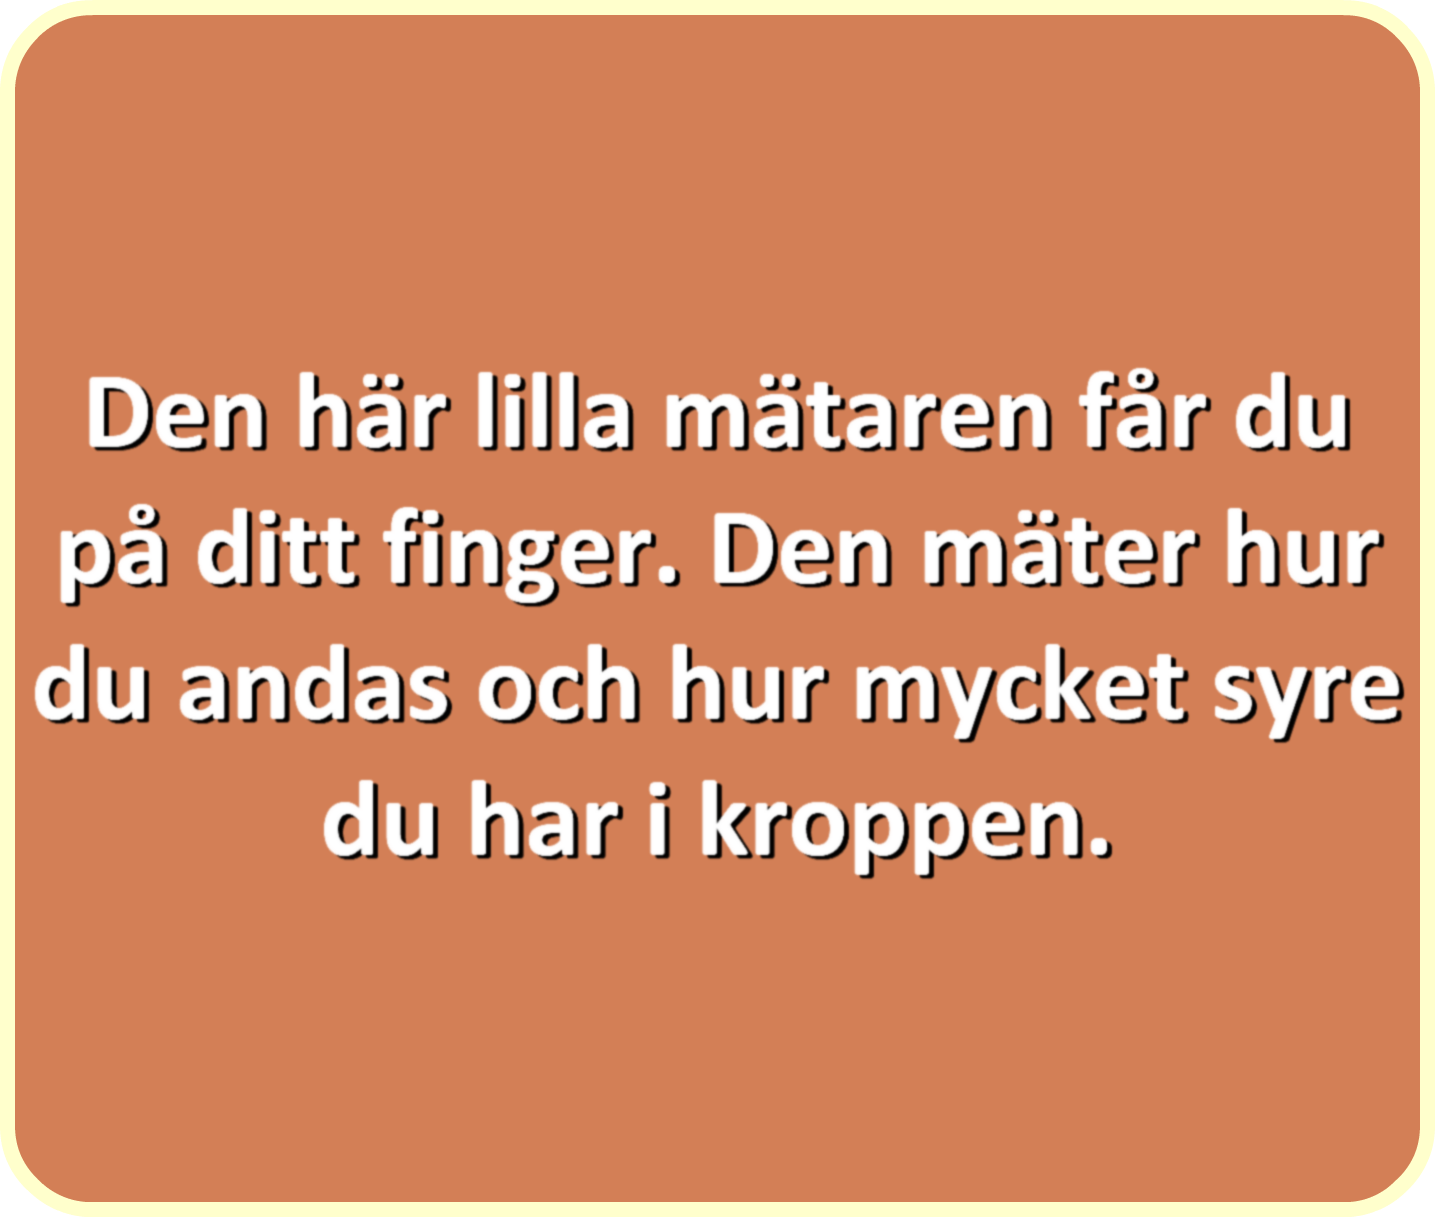 Den här lilla mätaren får du
på ditt finger. Den mäter hur
du andas och hur mycket syre
du har i kroppen.